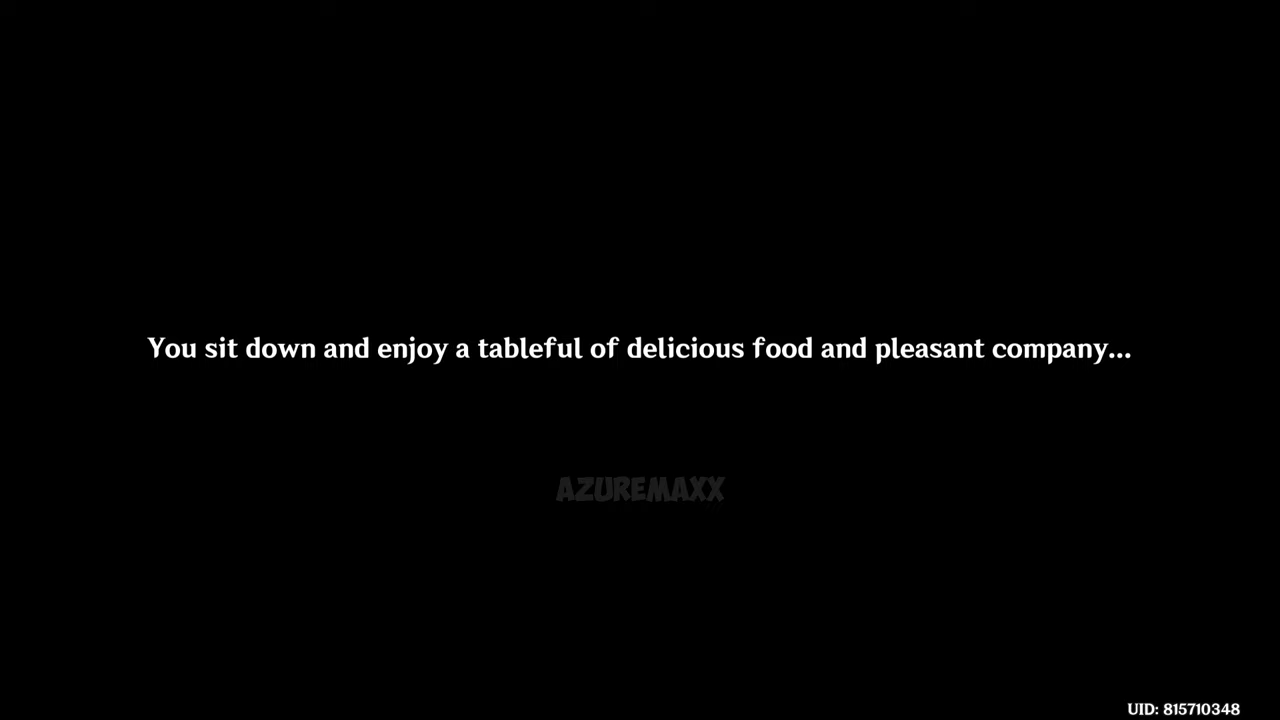 You sit down and enjoy a tableful of delicious food and pleasant company...
AZUREMAXX
UID: 815710348